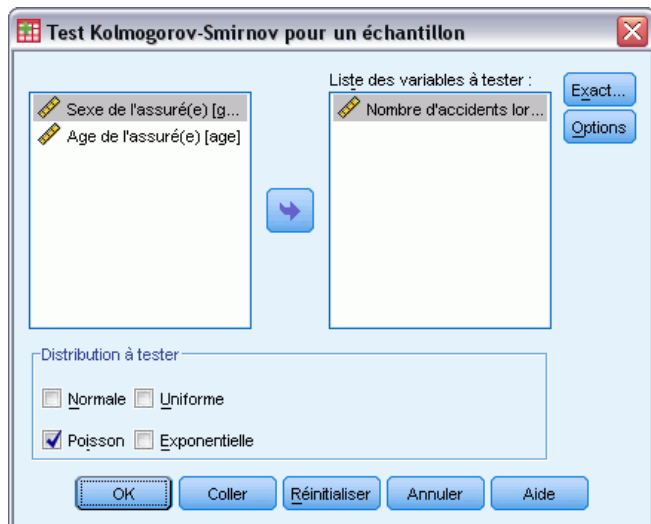 Test Kolmogorov-Smirnov pour un échantillon
Liste des variables à tester :
Sexe de l'assuré(e) [g...
Age de l'assuré(e) [age]
Nombre d'accidents lor...
Exact...
Options
Distribution à tester
Normale
Uniforme
Poisson
Exponentielle
OK
Coller
Réinitialiser
Annuler
Aide